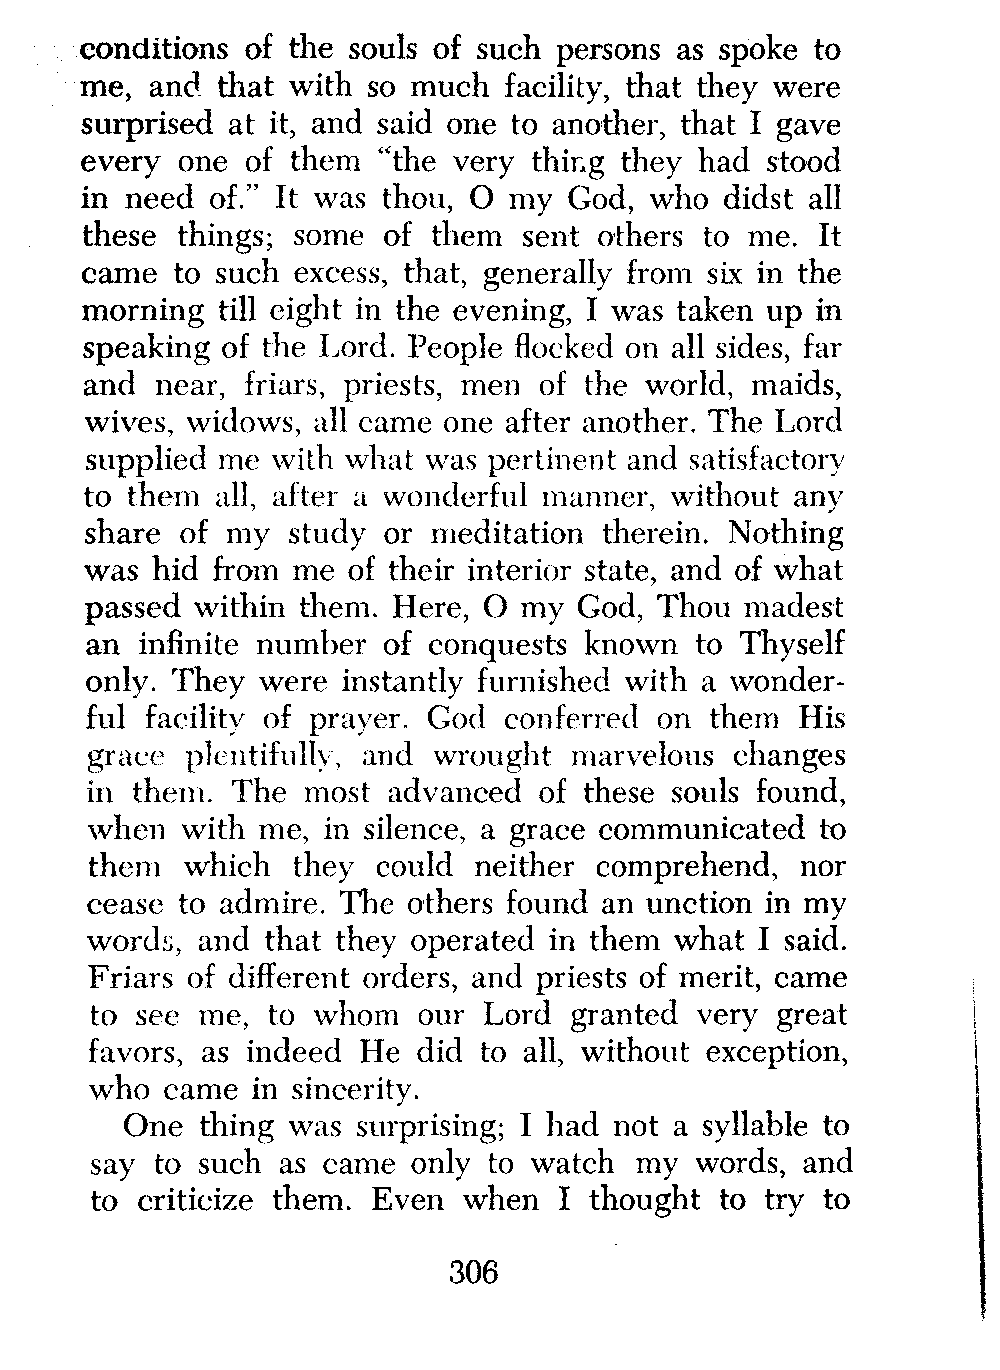 conditions of the souls of such persons as spoke to
me, and that with so much facility, that they were
surprised at it, and said one to another, that I gave
every one of them “the very thing they had stood
in need of.” It was thou, O my God, who didst all
these things; some of them sent others to me. It
came to such excess, that, generally from six in the
morning till eight in the evening, I was taken up in
speaking of the Lord. People flocked on all sides, far
and near, friars, priests, men of the world, maids,
wives, widows, all came one after another. The Lord
supplied me with what was pertinent and satisfactory
to them all, after a wonderful manner, without any
share of my study or meditation therein. Nothing
was hid from me of their interior state, and of what
passed within them. Here, O my God, Thou madest
an infinite number of conquests known to Thyself
only. They were instantly furnished with a wonder-
ful facility of prayer. God conferred on them His
grace plentifully, and wrought marvelous changes
in them. The most advanced of these souls found,
when with me, in silence, a grace communicated to
them which they could neither comprehend, nor
cease to admire. The others found an unction in my
words, and that they operated in them what I said.
Friars of different orders, and priests of merit, came
to see me, to whom our Lord granted very great
favors, as indeed He did to all, without exception,
who came in sincerity.
One thing was surprising; I had not a syllable to
say to such as came only to watch my words, and
to criticize them. Even when I thought to try to
306